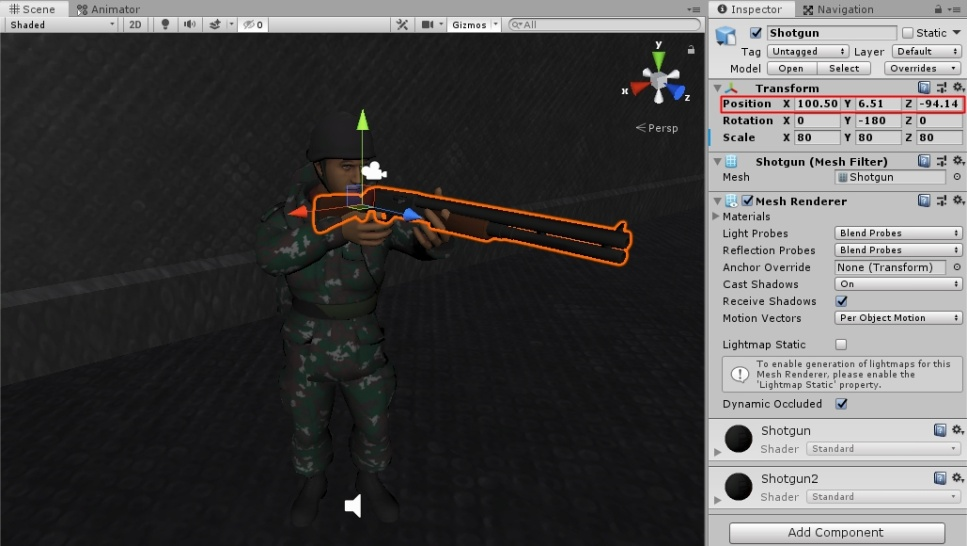 Scene Animator
Shaded 2D 0 Gizmos All
y
x
z
Persp
Inspector Navigation
Shotgun Static
Tag Untagged Layer Default
Model Open Select Overrides
Transform
Position X 100.50 Y 6.51 Z -94.14
Rotation X 0 Y -180 Z 0
Scale X 80 Y 80 Z 80
Shotgun (Mesh Filter)
Mesh Shotgun
Mesh Renderer
Materials
Light Probes Blend Probes
Reflection Probes Blend Probes
Anchor Override None (Transform)
Cast Shadows On
Receive Shadows
Motion Vectors Per Object Motion
Lightmap Static
To enable generation of lightmaps for this
Mesh Renderer, please enable the
'Lightmap Static' property.
Dynamic Occluded
Shotgun
Shader Standard
Shotgun2
Shader Standard
Add Component